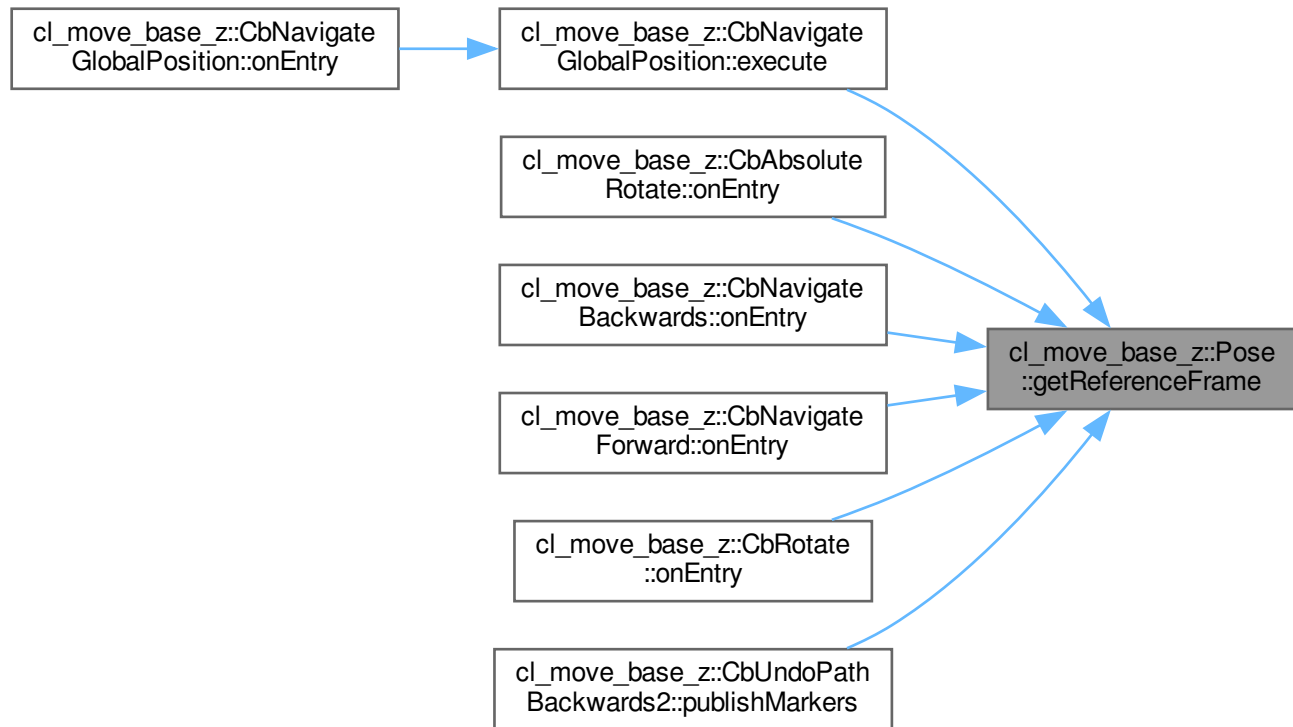 cl_move_base_z::CbNavigate
GlobalPosition::onEntry
cl_move_base_z::CbNavigate
GlobalPosition::execute
cl_move_base_z::CbAbsolute
Rotate::onEntry
cl_move_base_z::CbNavigate
Backwards::onEntry
cl_move_base_z::Pose
::getReferenceFrame
cl_move_base_z::CbNavigate
Forward::onEntry
cl_move_base_z::CbRotate
::onEntry
cl_move_base_z::CbUndoPath
Backwards2::publishMarkers